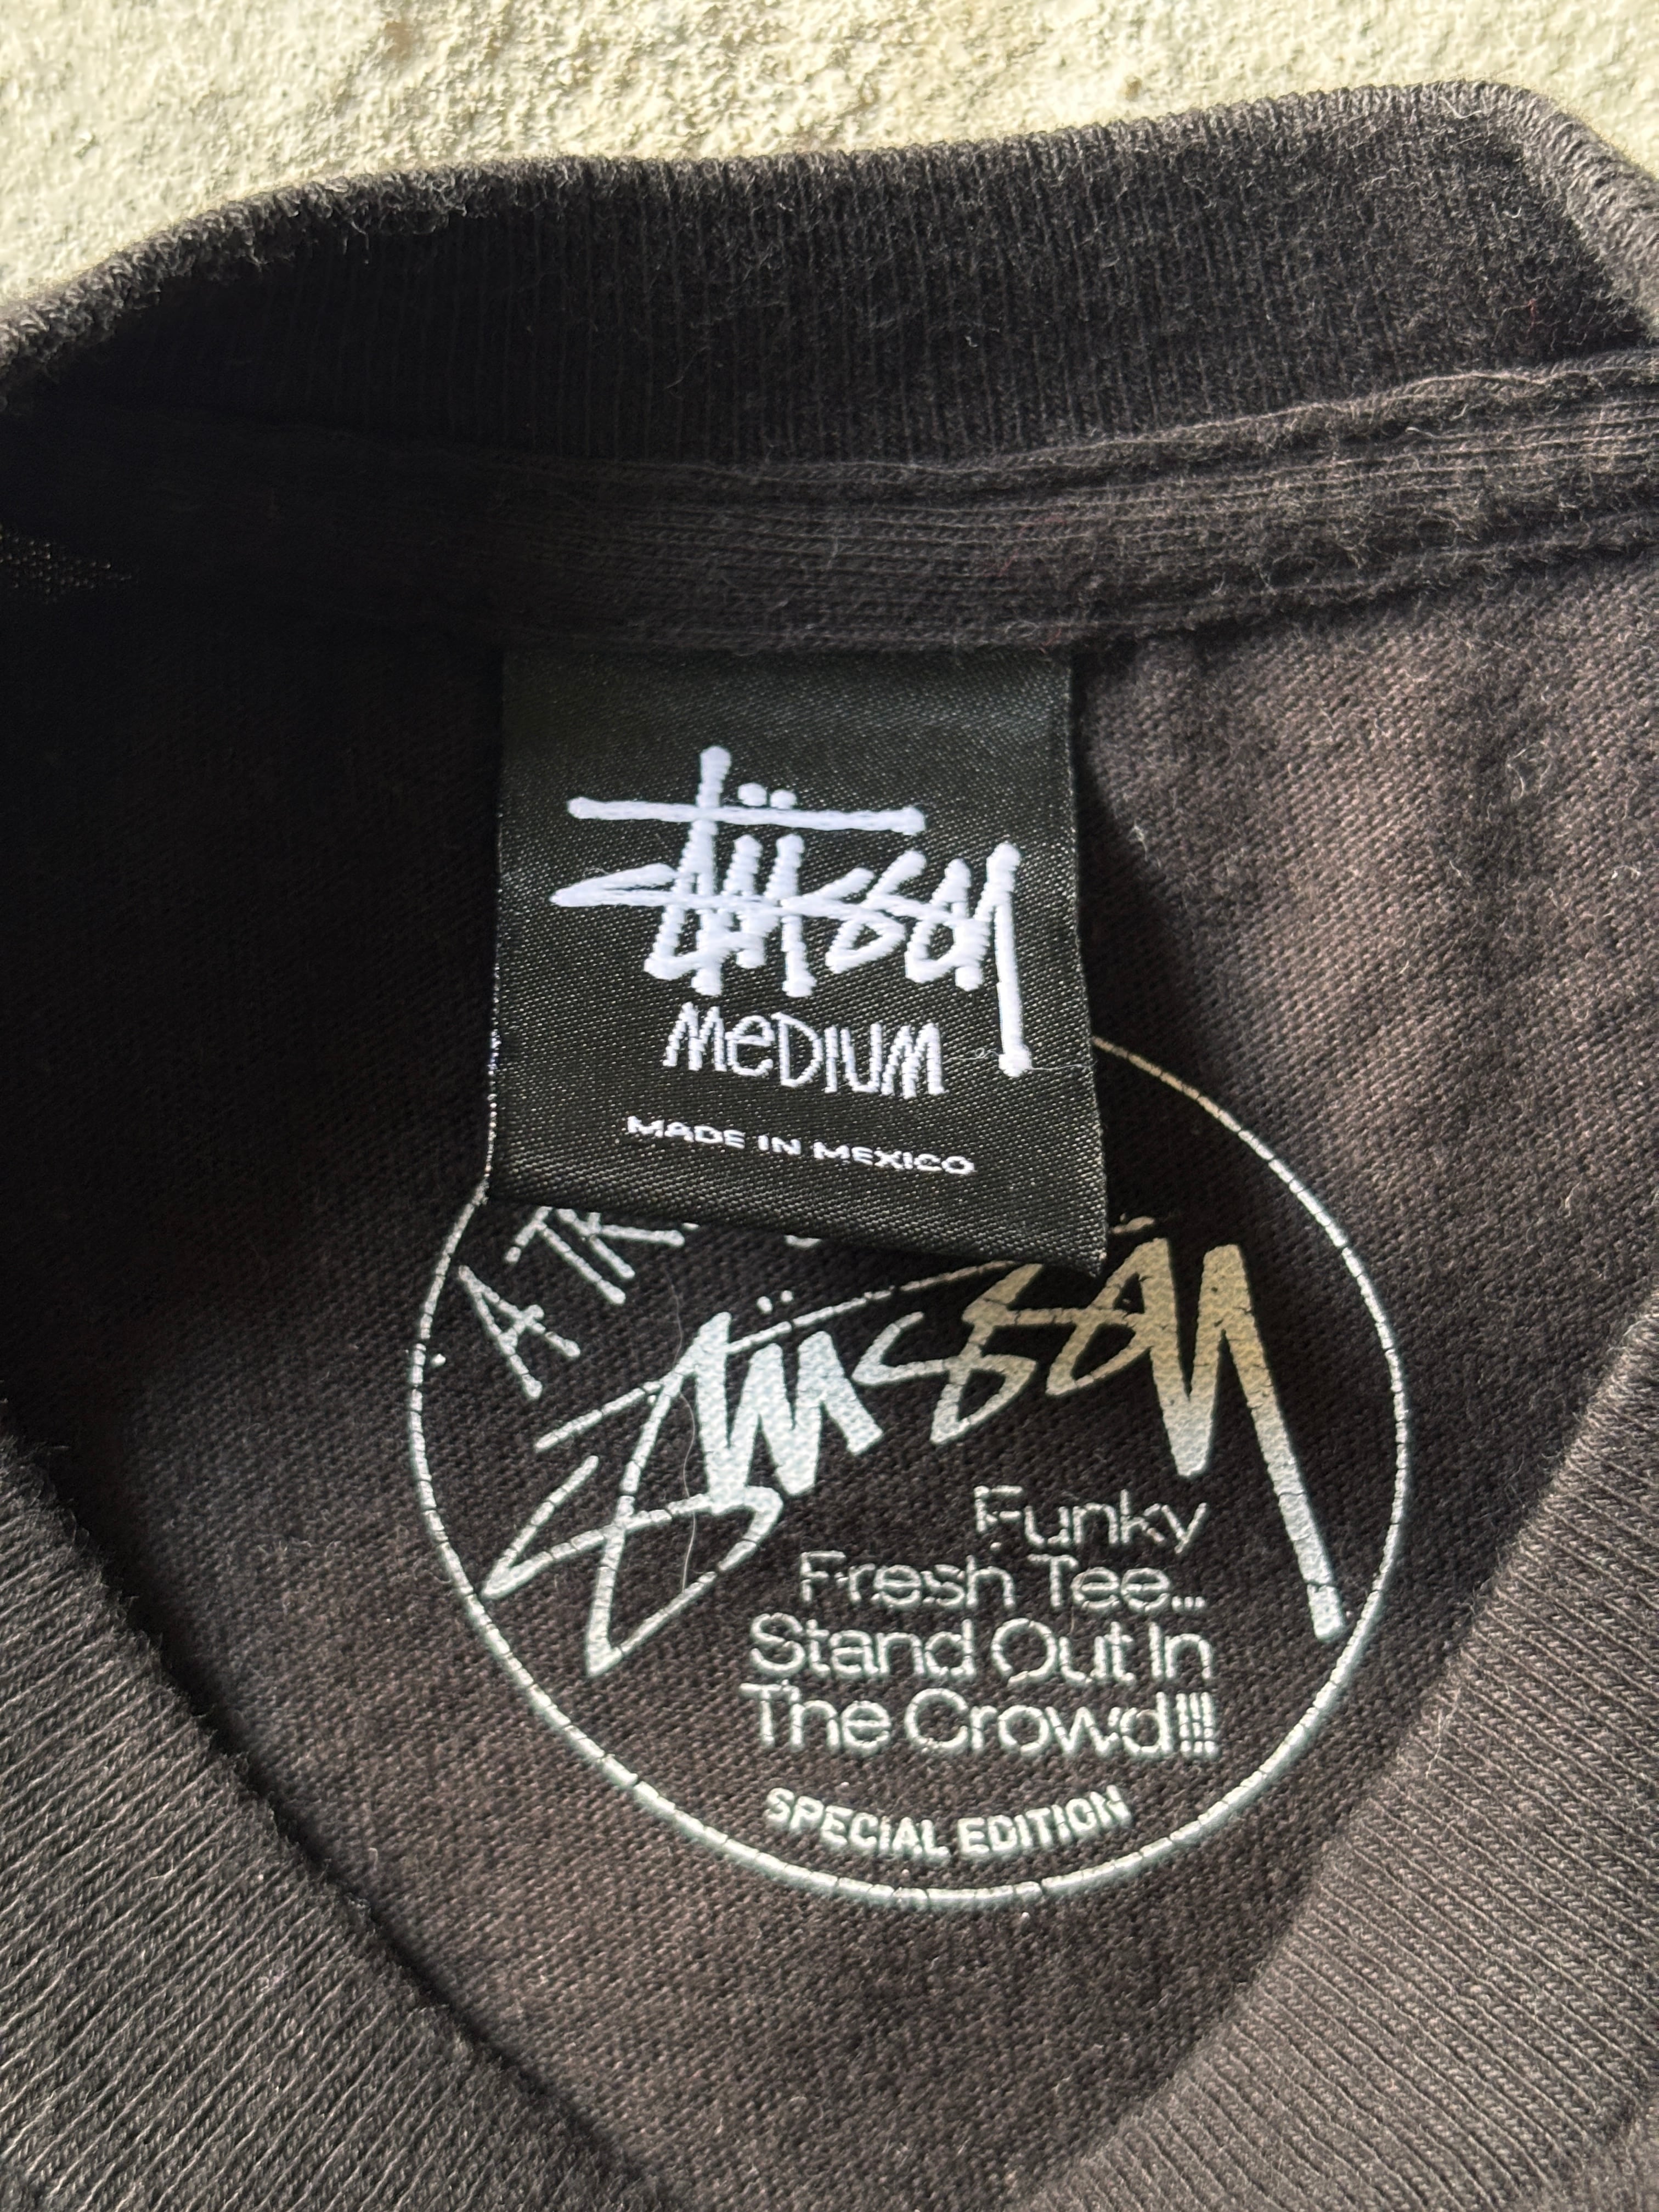 Stüssy
MeDIUM
MADE IN MEXICO
A
Stüssy
Funky
Fresh Tee...
Stand Out In
The Crowd!!!
SPECIAL EDITION